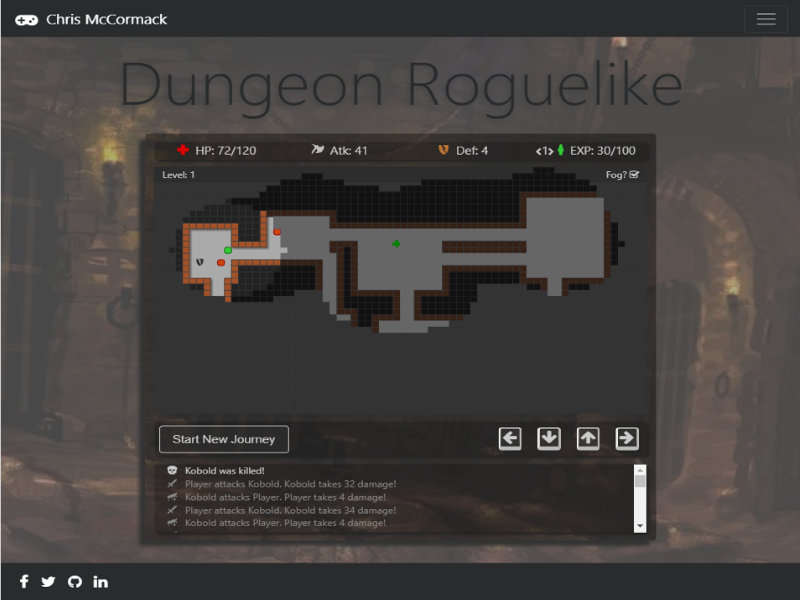 Chris McCormack
Dungeon Roguelike
HP: 72/120 Atk: 41 Def: 4 <1> EXP: 30/100
Level: 1 Fog?
Start New Journey
Kobold was killed!
Player attacks Kobold. Kobold takes 32 damage!
Kobold attacks Player. Player takes 4 damage!
Player attacks Kobold. Kobold takes 34 damage!
Kobold attacks Player. Player takes 4 damage!